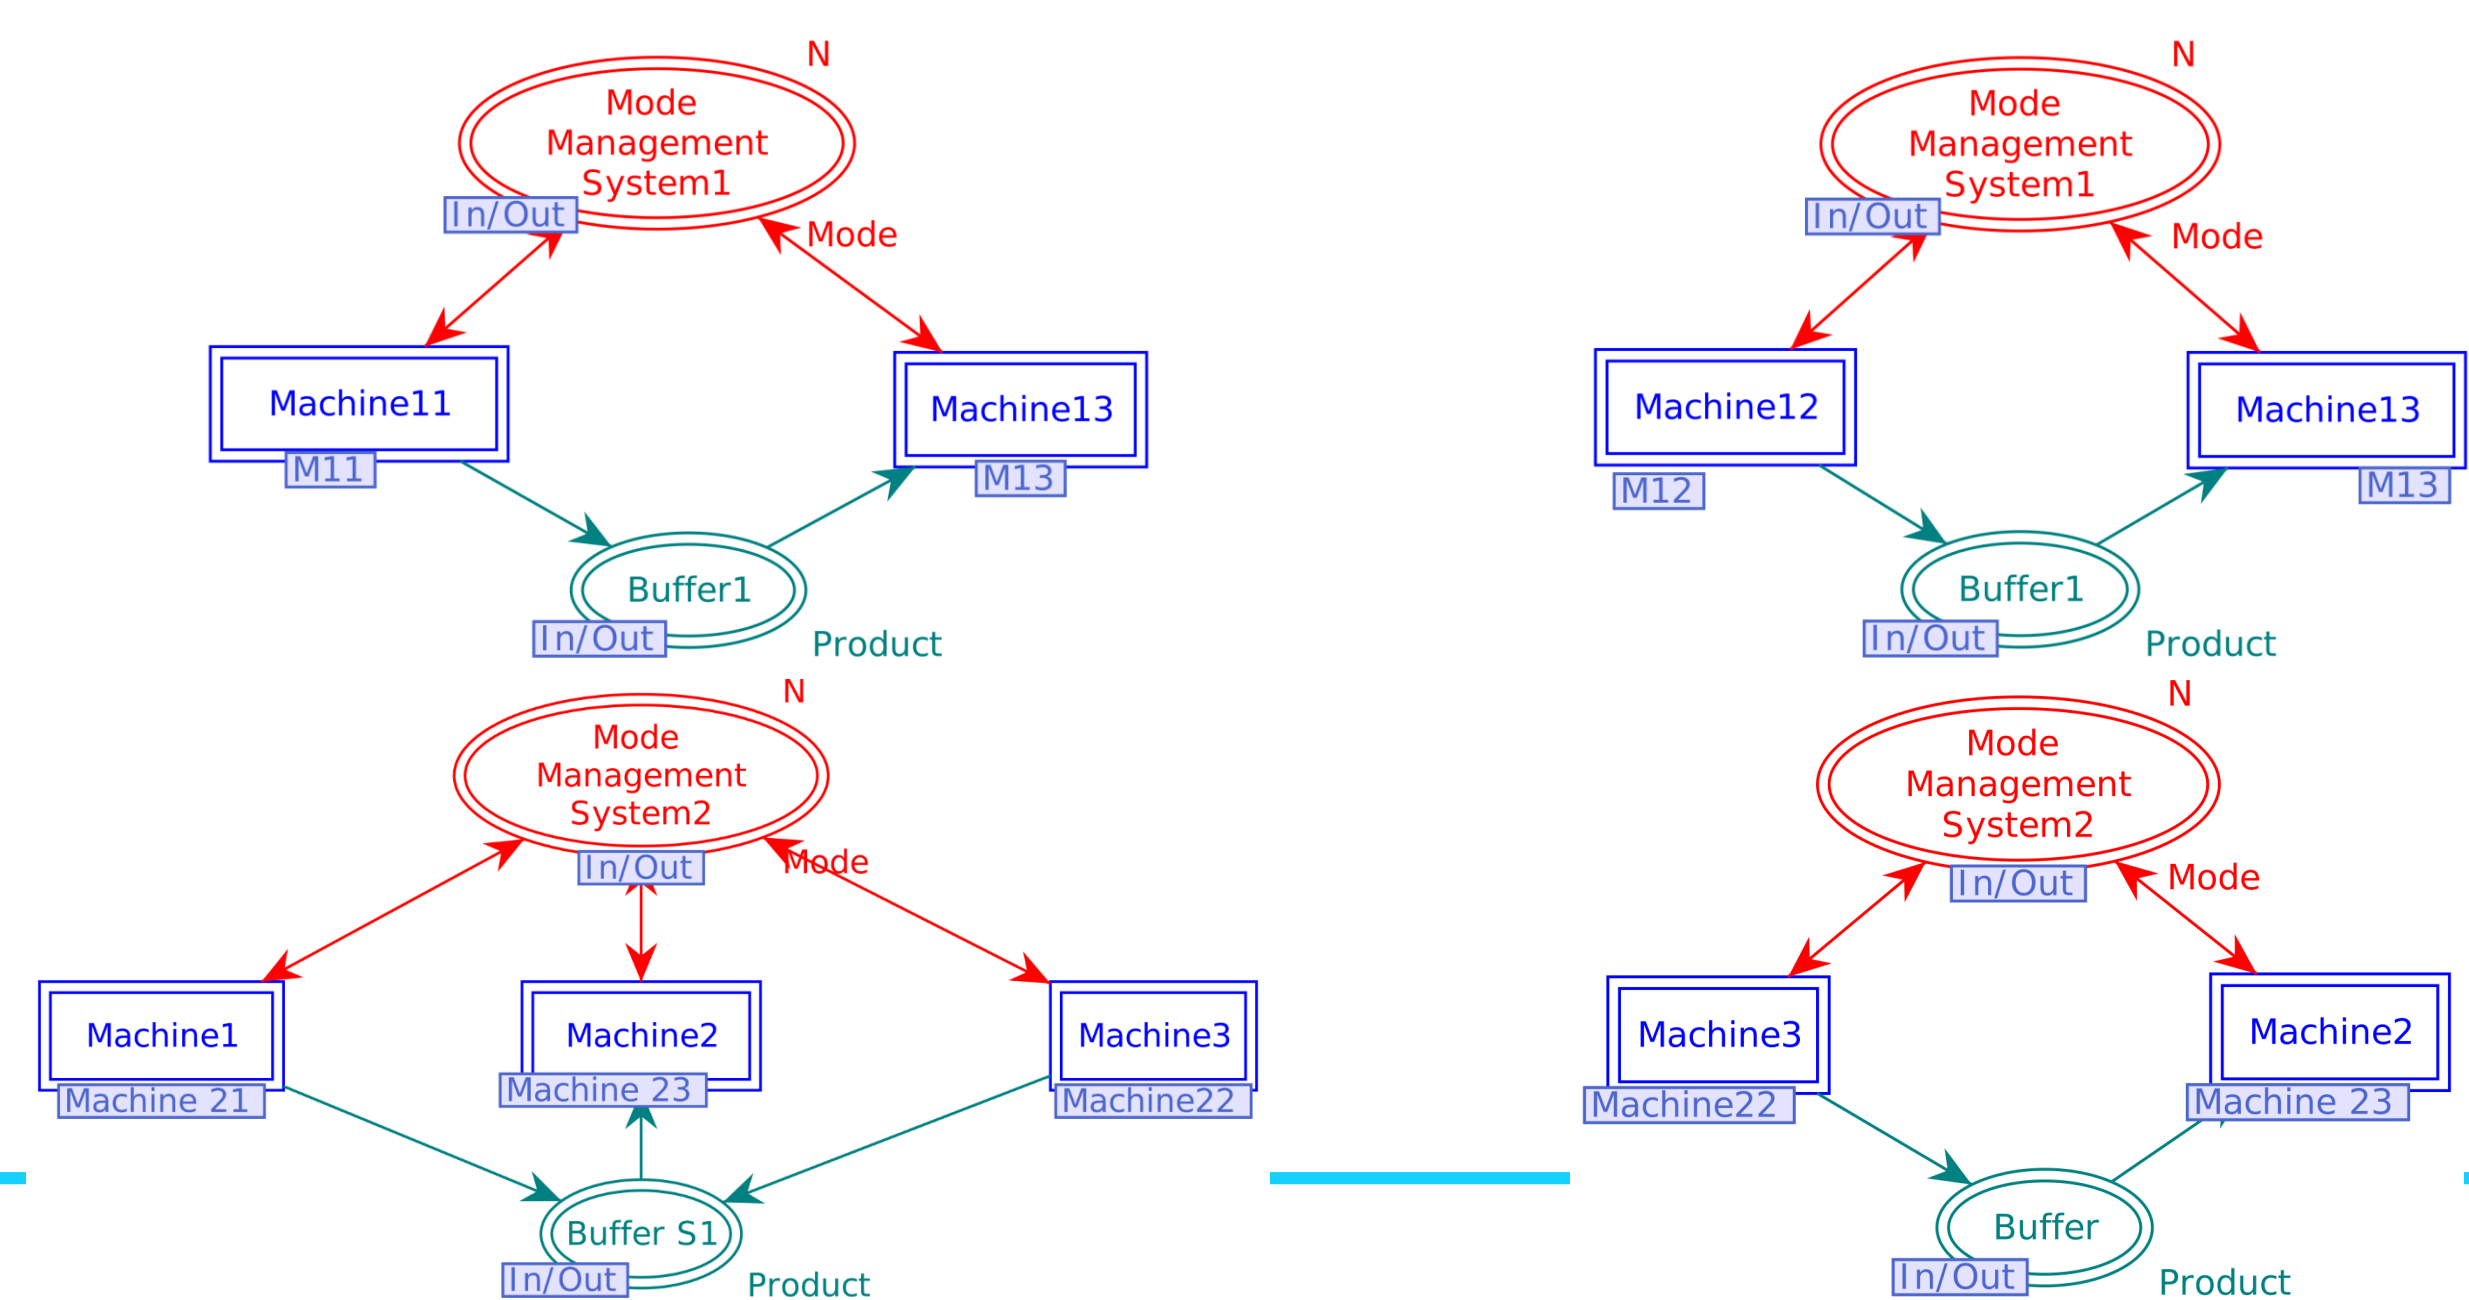 N
Mode
Management
System1
In/Out
Mode
Machine11
M11
Machine13
M13
Buffer1
In/Out
Product
N
Mode
Management
System1
In/Out
Mode
Machine12
M12
Machine13
M13
Buffer1
In/Out
Product
N
Mode
Management
System2
In/Out
Mode
Machine1
Machine 21
Machine2
Machine 23
Machine3
Machine22
Buffer S1
In/Out
Product
N
Mode
Management
System2
In/Out
Mode
Machine3
Machine22
Machine2
Machine 23
Buffer
In/Out
Product